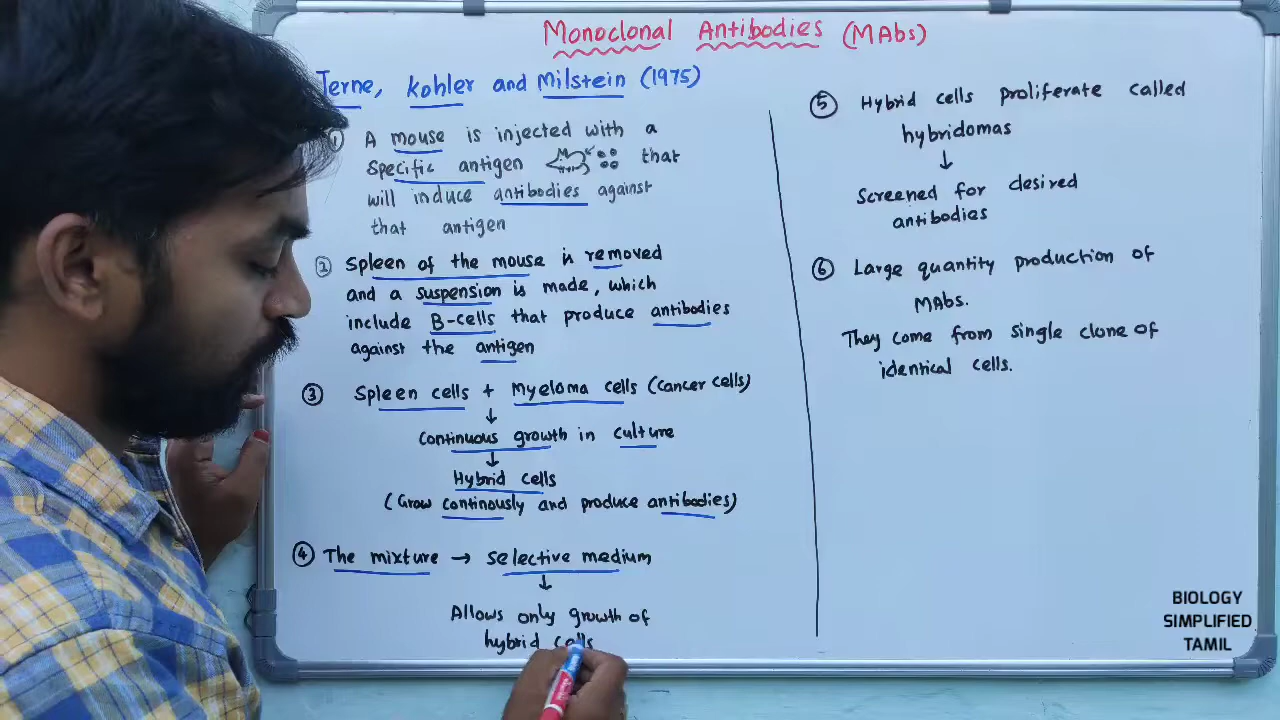 Monoclonal Antibodies (MAbs)
Jerne, Kohler and Milstein (1975)
① A mouse is injected with a
specific antigen that
will induce antibodies against
that antigen
② Spleen of the mouse is removed
and a suspension is made, which
include B-cells that produce antibodies
against the antigen
③ Spleen cells + Myeloma cells (cancer cells)
↓
Continuous growth in culture
↓
Hybrid cells
(Grow continously and produce antibodies)
④ The mixture → selective medium
↓
Allows only growth of
hybrid cells
⑤ Hybrid cells proliferate called
hybridomas
↓
Screened for desired
antibodies
⑥ Large quantity production of
MAbs.
They come from single clone of
identical cells.
BIOLOGY
SIMPLIFIED
TAMIL